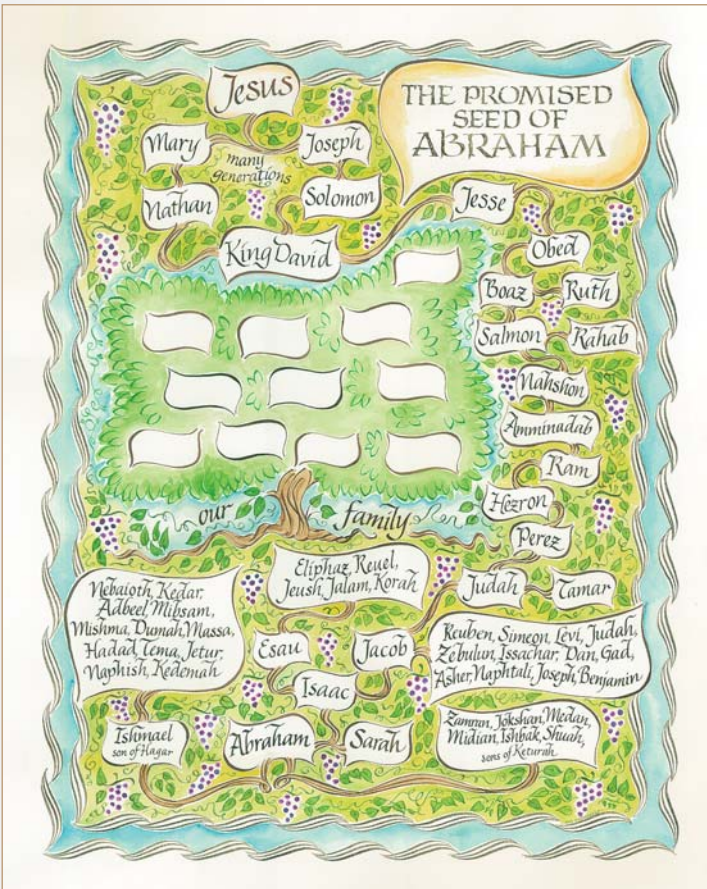 THE PROMISED
SEED OF
ABRAHAM
Jesus
Mary
Joseph
many
generations
Nathan
Solomon
King David
Jesse
Obed
Boaz
Ruth
Salmon
Rahab
Nahshon
Amminadab
Ram
Hezron
Perez
our family
Judah
Tamar
Eliphaz, Reuel,
Jeush, Jalam, Korah
Nebaioth, Kedar,
Adbeel, Mibsam,
Mishma, Dumah, Massa,
Hadad, Tema, Jetur,
Naphish, Kedemah
Esau
Jacob
Reuben, Simeon, Levi, Judah,
Zebulun, Issachar, Dan, Gad,
Asher, Naphtali, Joseph, Benjamin
Isaac
Ishmael
son of Hagar
Abraham
Sarah
Zamran, Jokshan, Medan,
Midian, Ishbak, Shuah,
sons of Keturah